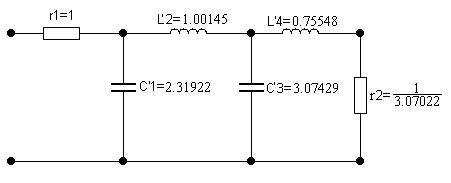 r1=1
L'2=1.00145
L'4=0.75548
C'1=2.31922
C'3=3.07429
r2=1/3.07022